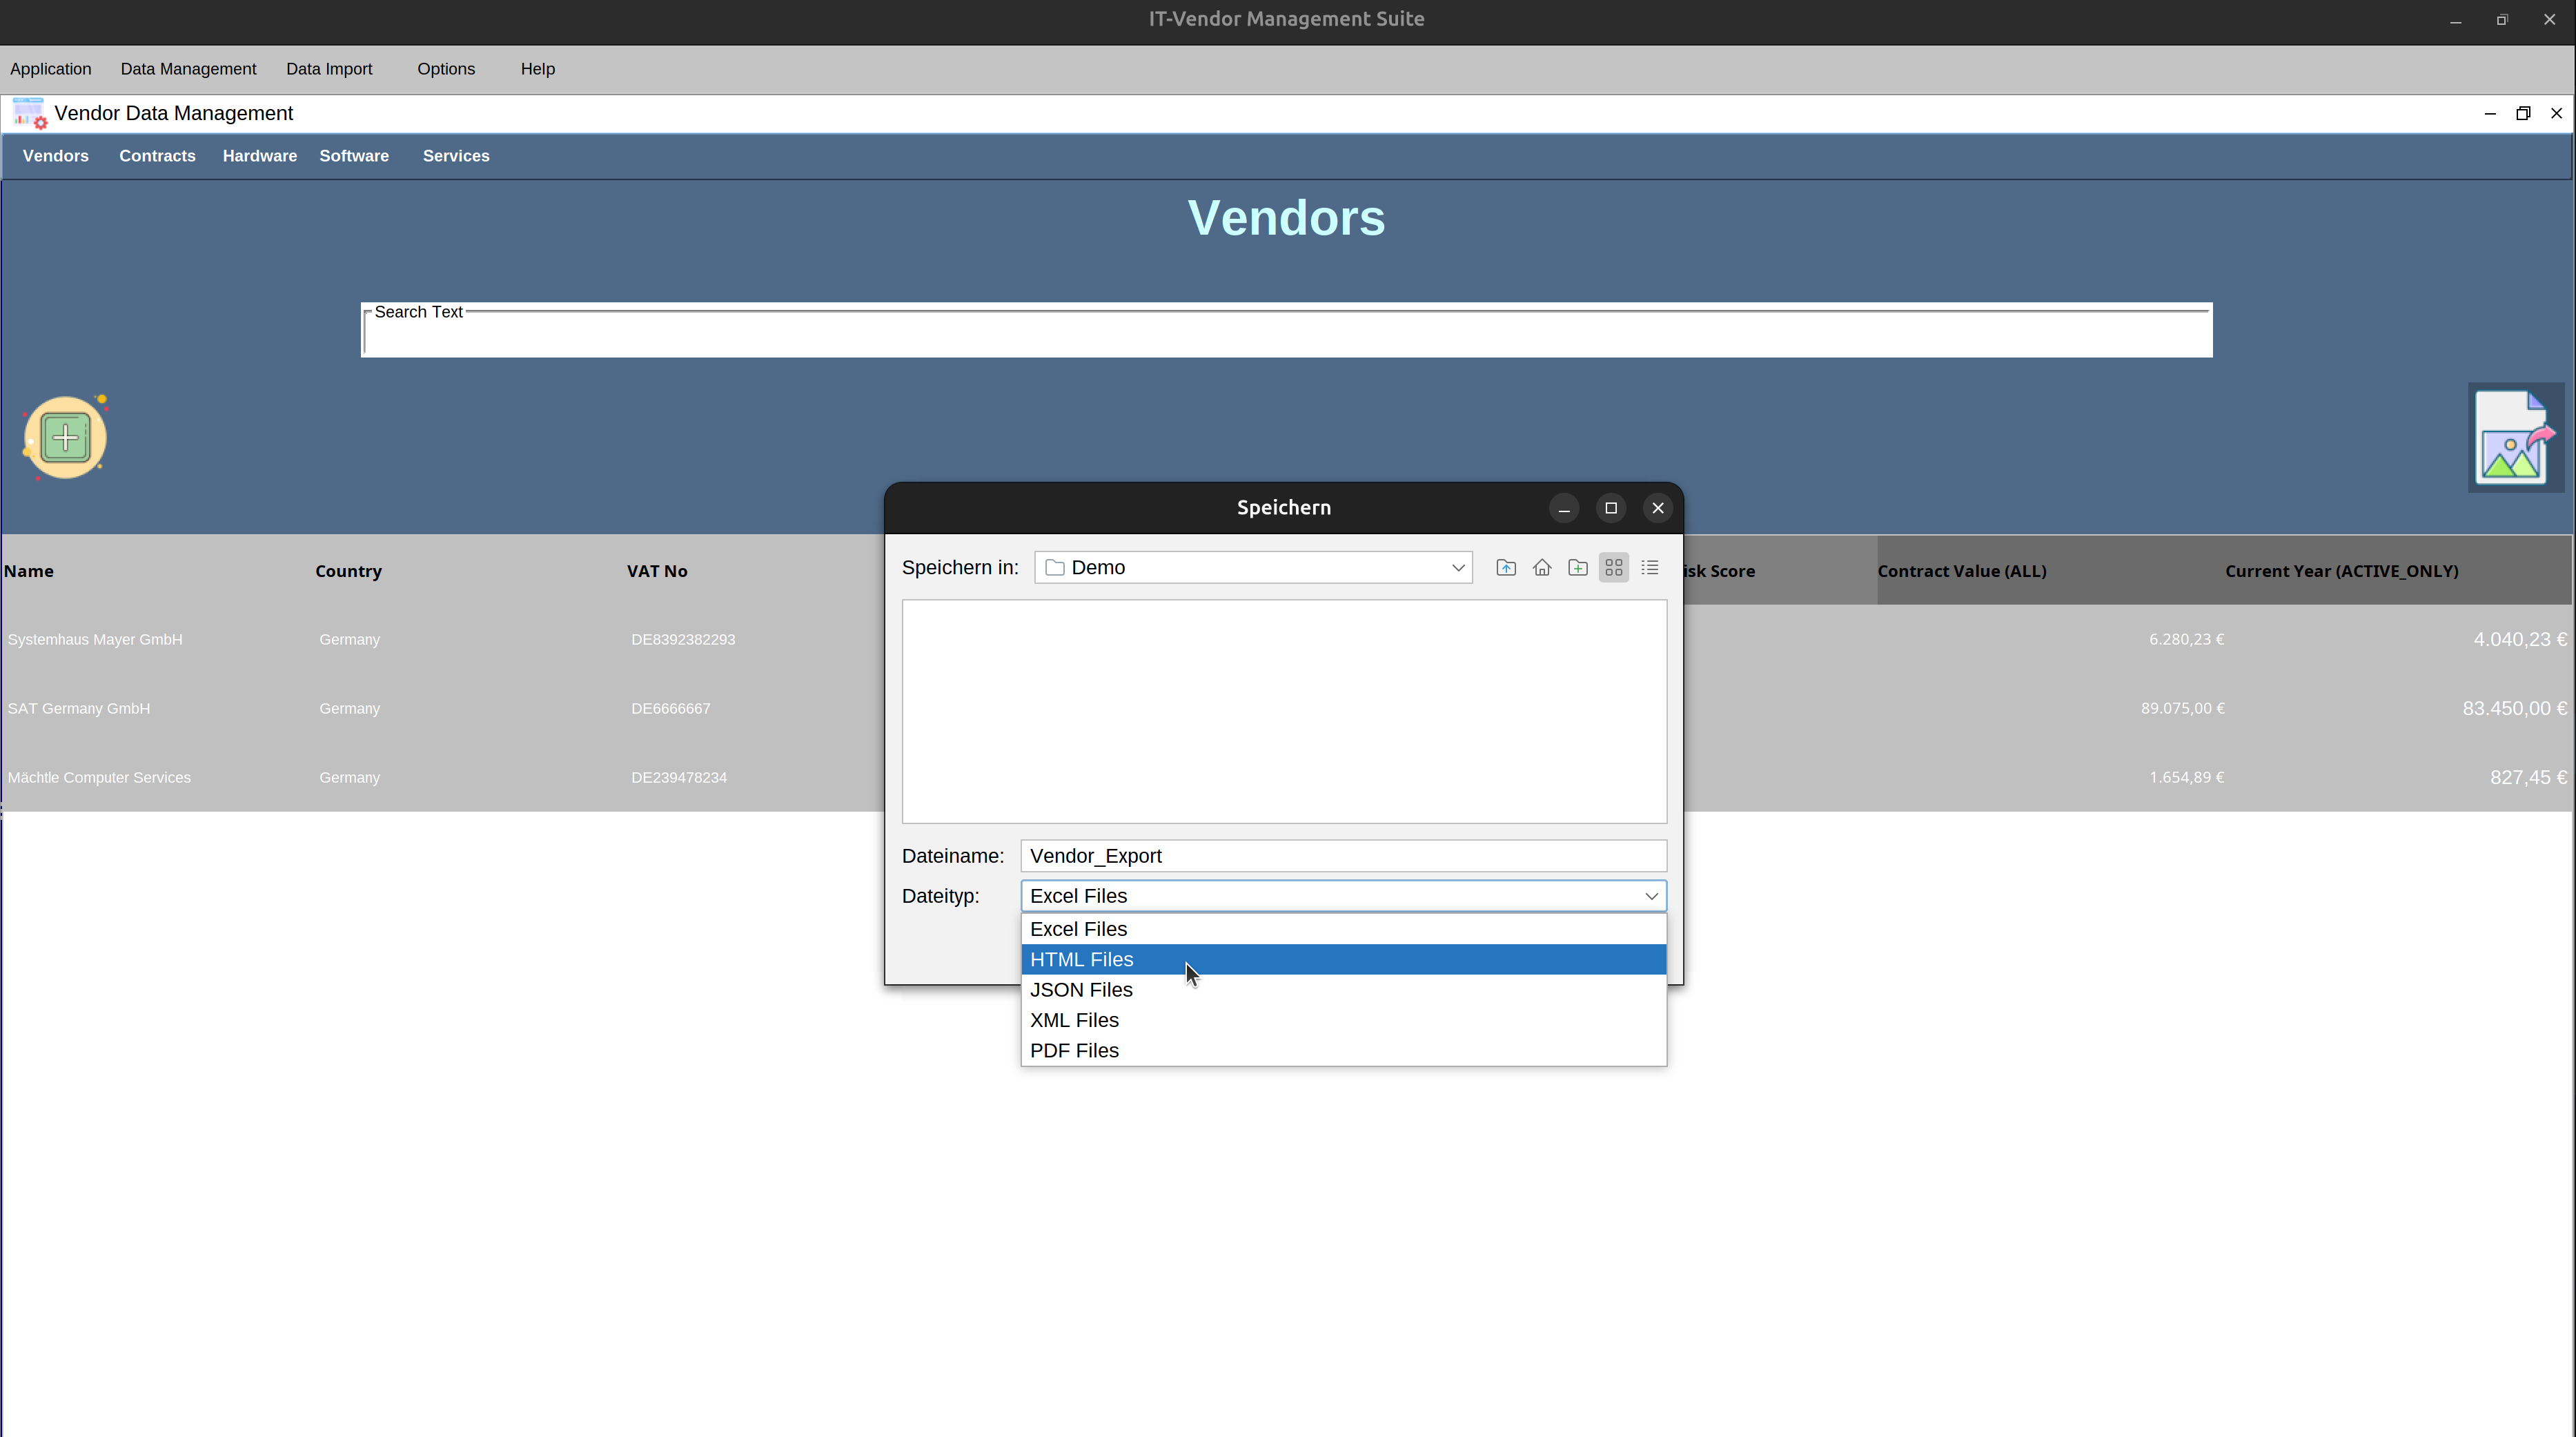 IT-Vendor Management Suite
Application Data Management Data Import Options Help
Vendor Data Management
Vendors Contracts Hardware Software Services
Vendors
Search Text
Speichern
Speichern in: Demo
Name Country VAT No isk Score Contract Value (ALL) Current Year (ACTIVE_ONLY)
Systemhaus Mayer GmbH Germany DE8392382293 6.280,23 € 4.040,23 €
SAT Germany GmbH Germany DE6666667 89.075,00 € 83.450,00 €
Mächtle Computer Services Germany DE239478234 1.654,89 € 827,45 €
Dateiname: Vendor_Export
Dateityp: Excel Files
Excel Files
HTML Files
JSON Files
XML Files
PDF Files